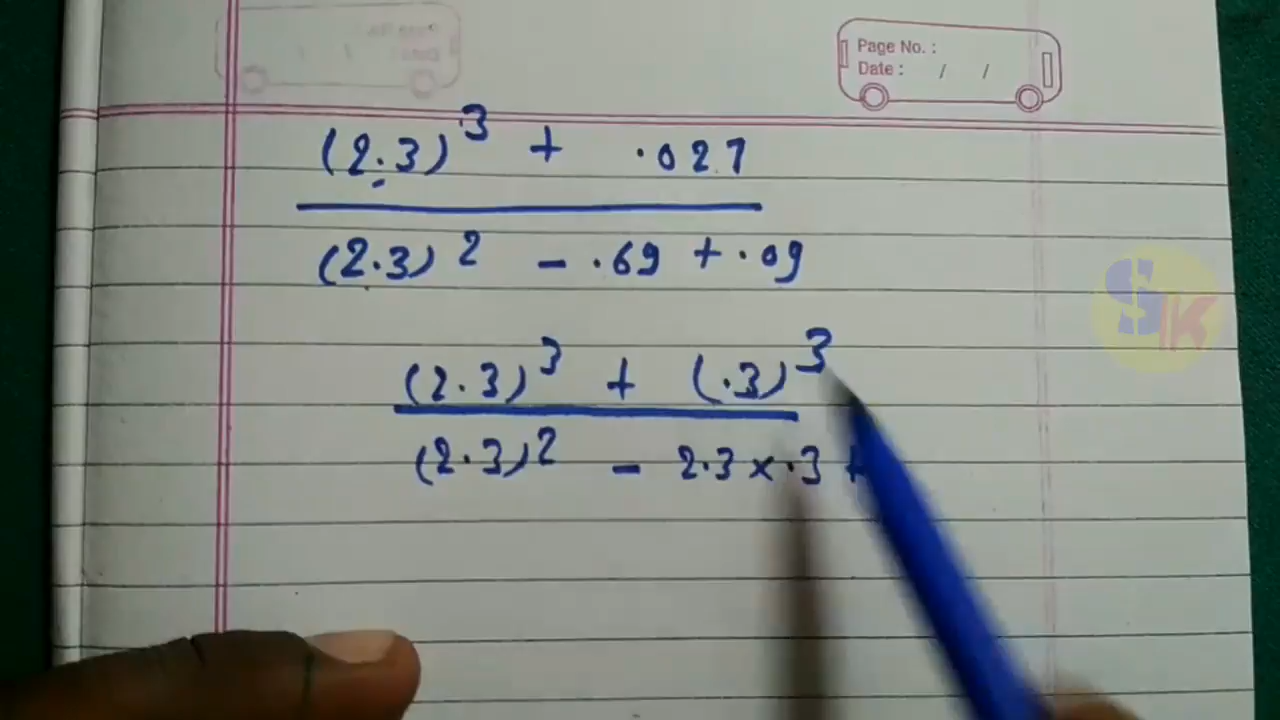 Page No. :
Date : / /
(2.3)³ + .027
(2.3)² - .69 + .09
(2.3)³ + (.3)³
(2.3)² - 2.3 × .3 +
SK